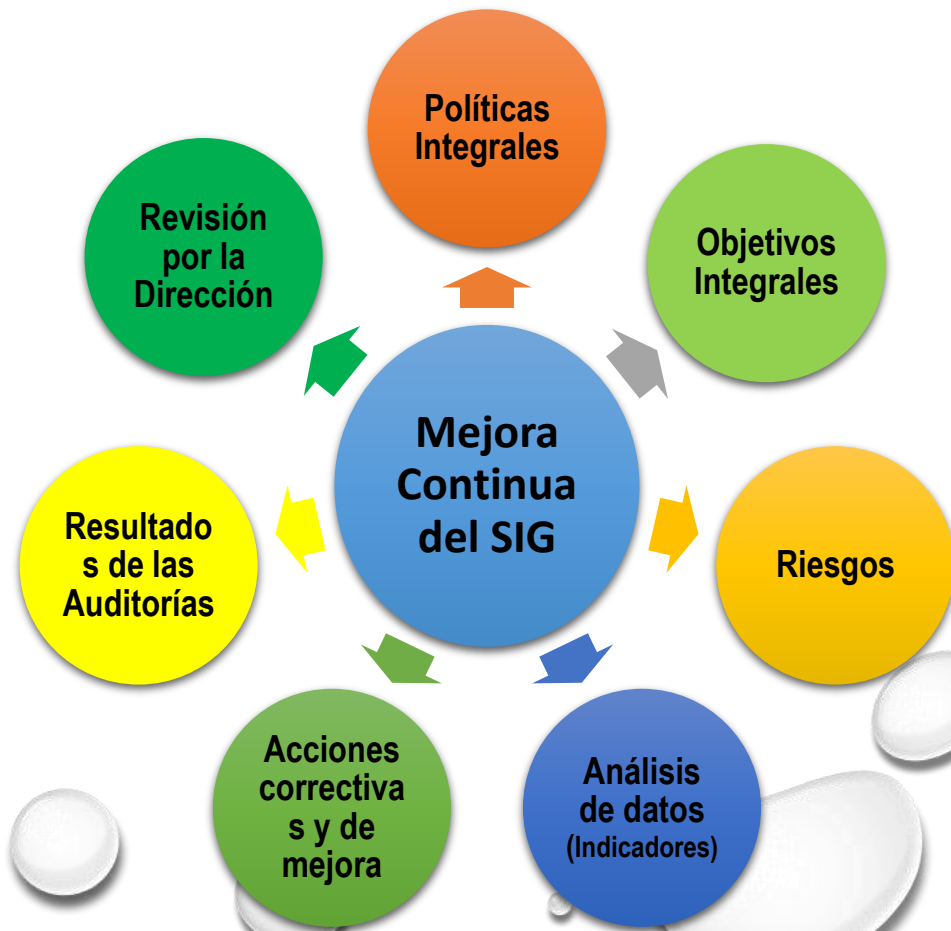 Políticas
Integrales
Objetivos
Integrales
Riesgos
Análisis
de datos
(Indicadores)
Acciones
correctiva
s y de
mejora
Resultado
s de las
Auditorías
Revisión
por la
Dirección
Mejora
Continua
del SIG